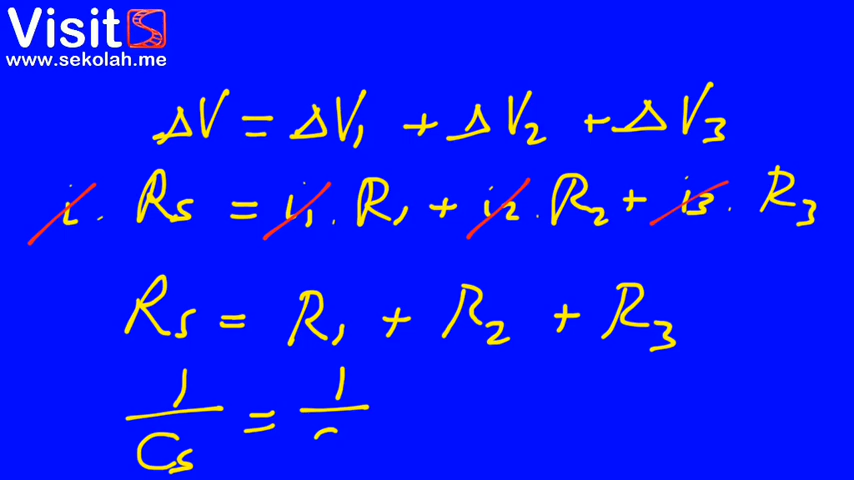 Visit S
www.sekolah.me
ΔV = ΔV₁ + ΔV₂ + ΔV₃
i . Rs = i₁ . R₁ + i₂ . R₂ + i₃ . R₃
Rs = R₁ + R₂ + R₃
1/Cs = 1/